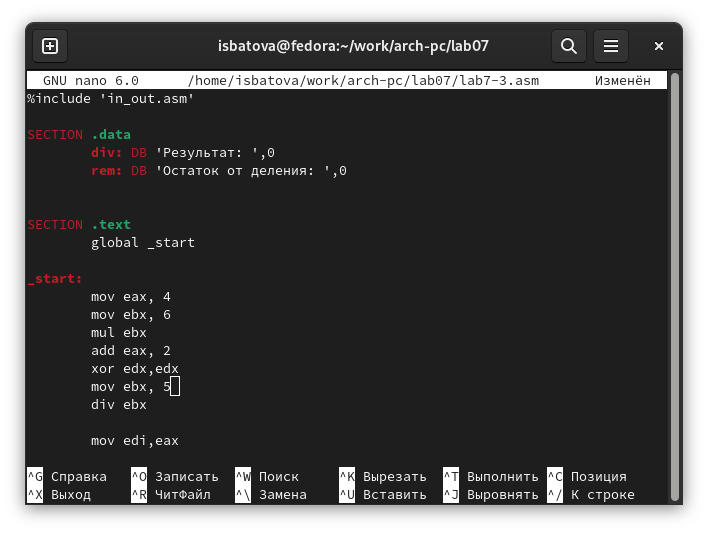 isbatova@fedora:~/work/arch-pc/lab07
GNU nano 6.0 /home/isbatova/work/arch-pc/lab07/lab7-3.asm Изменён
%include 'in_out.asm'
SECTION .data
div: DB 'Результат: ',0
rem: DB 'Остаток от деления: ',0
SECTION .text
global _start
_start:
mov eax, 4
mov ebx, 6
mul ebx
add eax, 2
xor edx,edx
mov ebx, 5
div ebx
mov edi,eax
^G Справка ^O Записать ^W Поиск ^K Вырезать ^T Выполнить ^C Позиция
^X Выход ^R ЧитФайл ^\ Замена ^U Вставить ^J Выровнять ^/ К строке